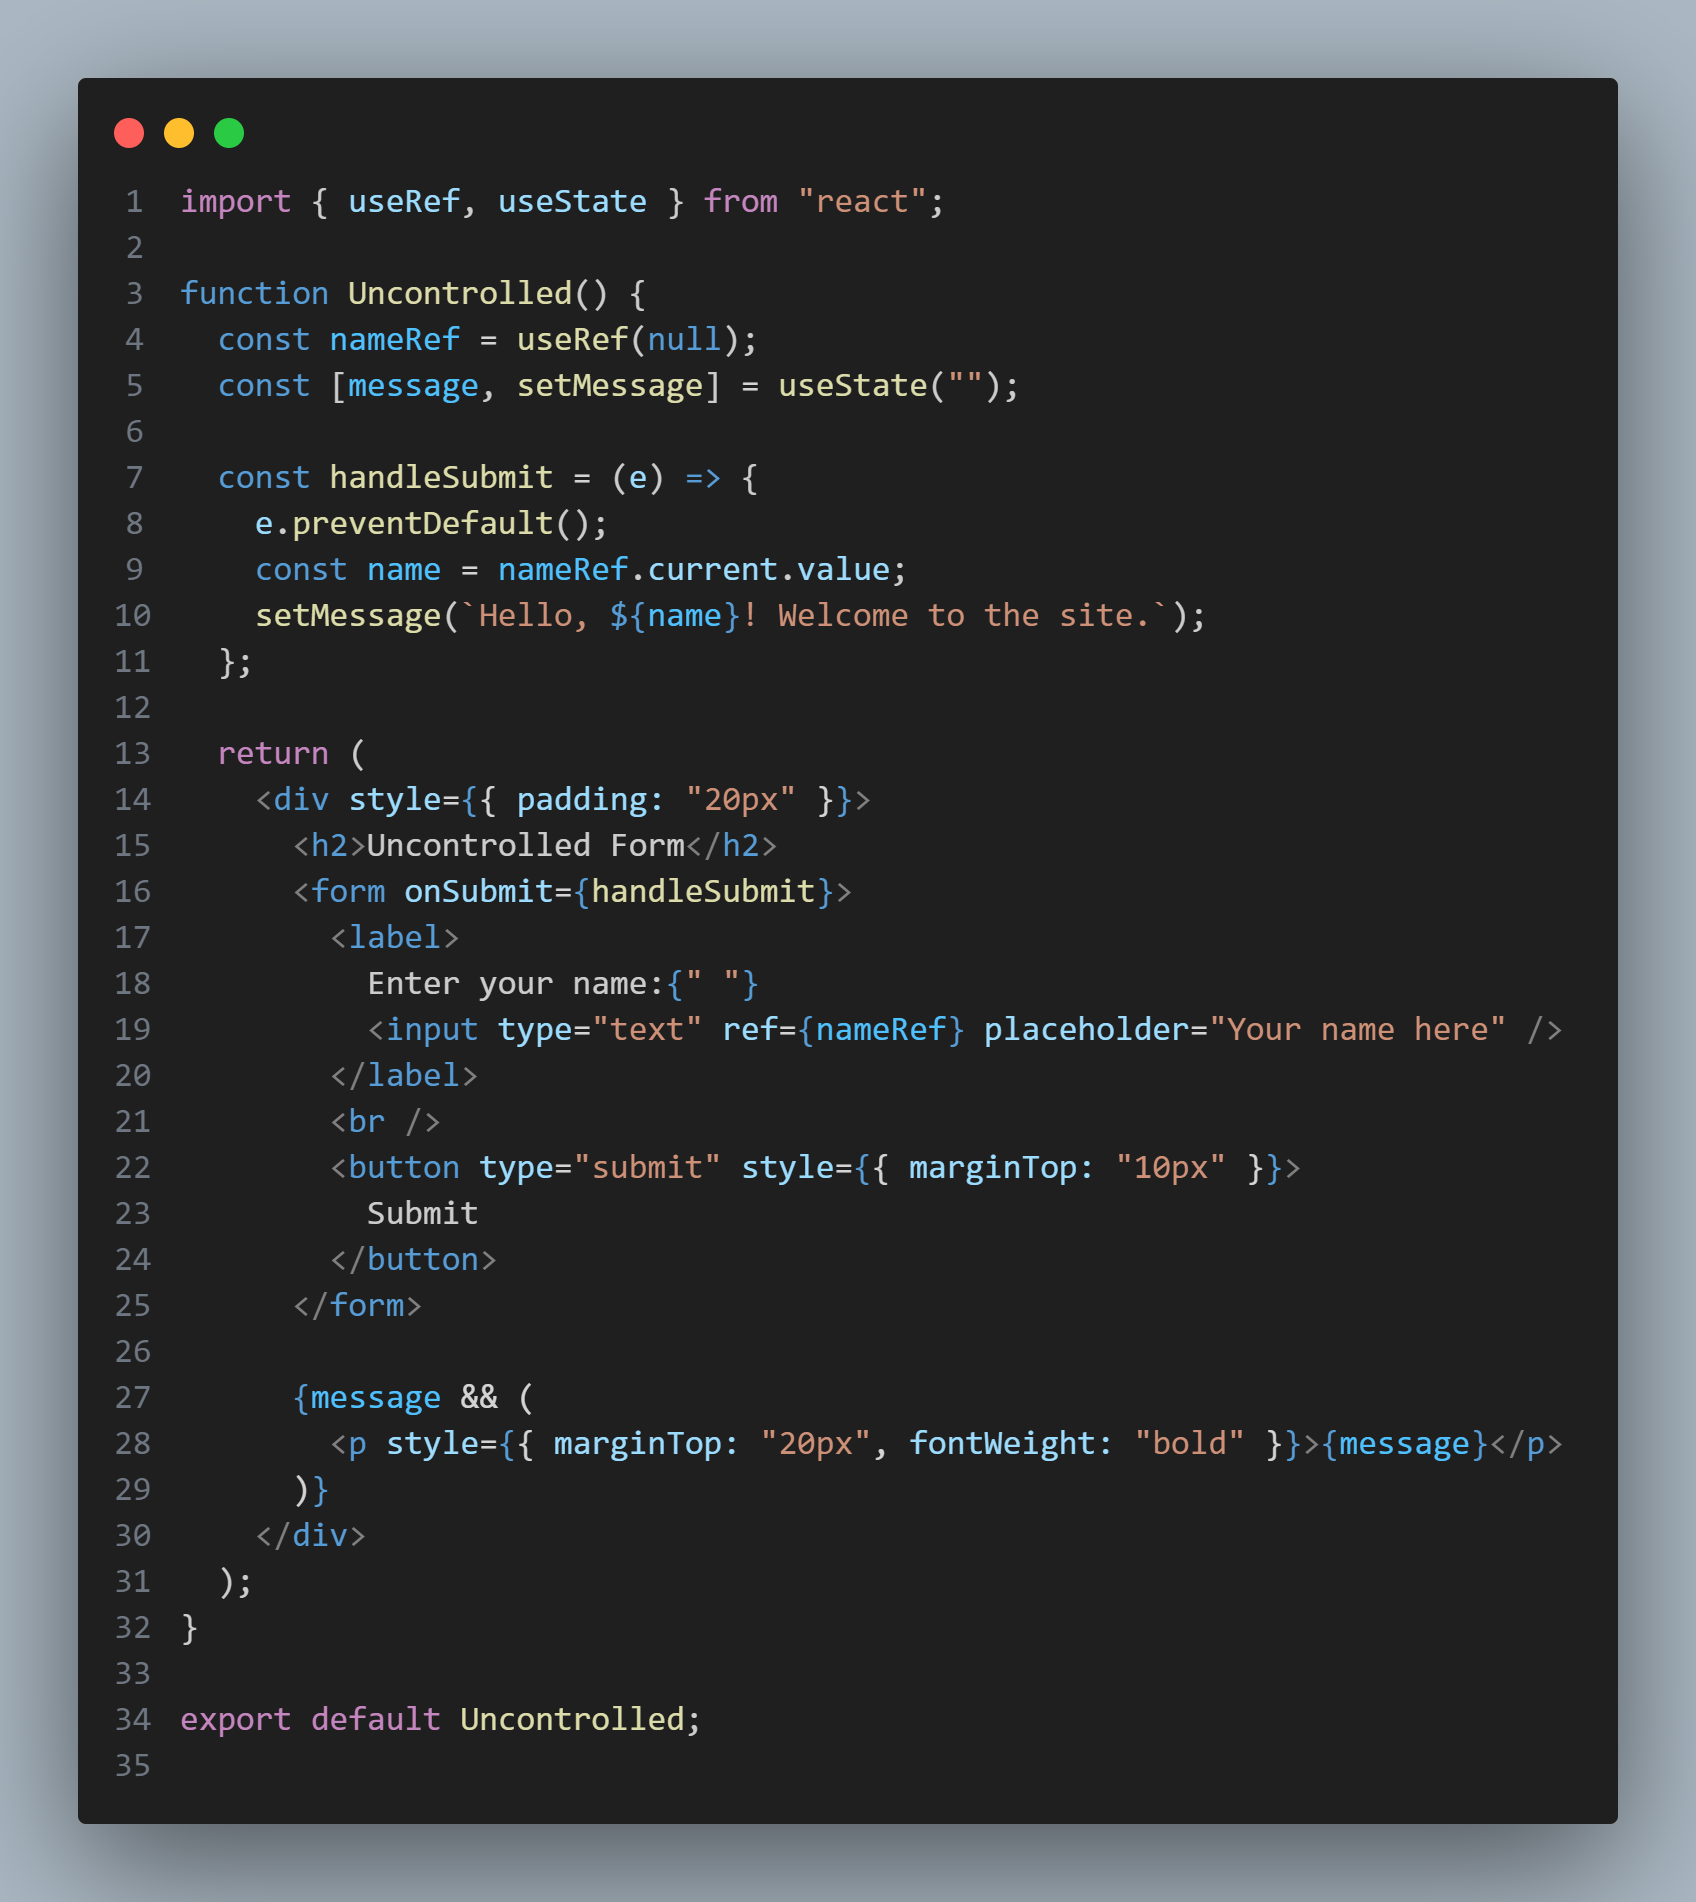 1 import { useRef, useState } from "react";
2
3 function Uncontrolled() {
4   const nameRef = useRef(null);
5   const [message, setMessage] = useState("");
6
7   const handleSubmit = (e) => {
8     e.preventDefault();
9     const name = nameRef.current.value;
10     setMessage(`Hello, ${name}! Welcome to the site.`);
11   };
12
13   return (
14     <div style={{ padding: "20px" }}>
15       <h2>Uncontrolled Form</h2>
16       <form onSubmit={handleSubmit}>
17         <label>
18           Enter your name:{" "}
19           <input type="text" ref={nameRef} placeholder="Your name here" />
20         </label>
21         <br />
22         <button type="submit" style={{ marginTop: "10px" }}>
23           Submit
24         </button>
25       </form>
26
27       {message && (
28         <p style={{ marginTop: "20px", fontWeight: "bold" }}>{message}</p>
29       )}
30     </div>
31   );
32 }
33
34 export default Uncontrolled;
35